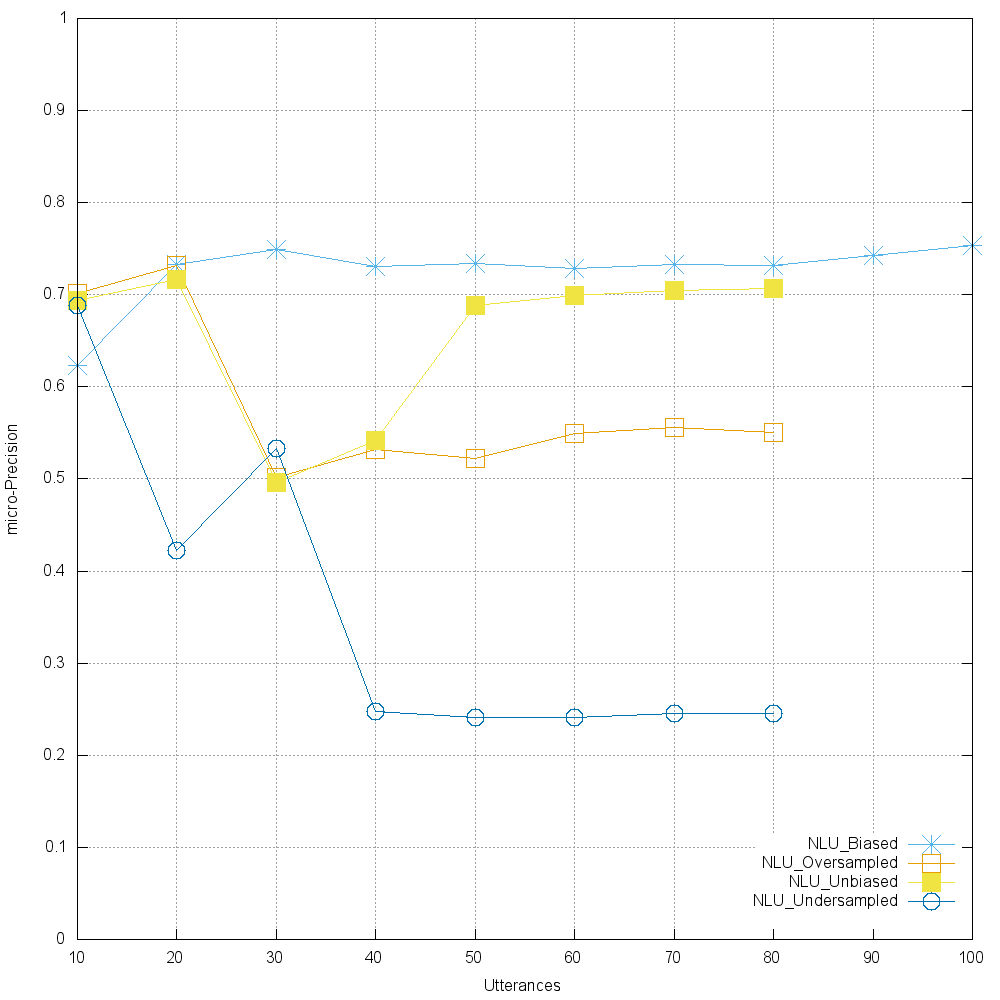 1
0.9
0.8
0.7
0.6
0.5
0.4
0.3
0.2
0.1
0
micro-Precision
NLU_Biased
NLU_Oversampled
NLU_Unbiased
NLU_Undersampled
10 20 30 40 50 60 70 80 90 100
Utterances